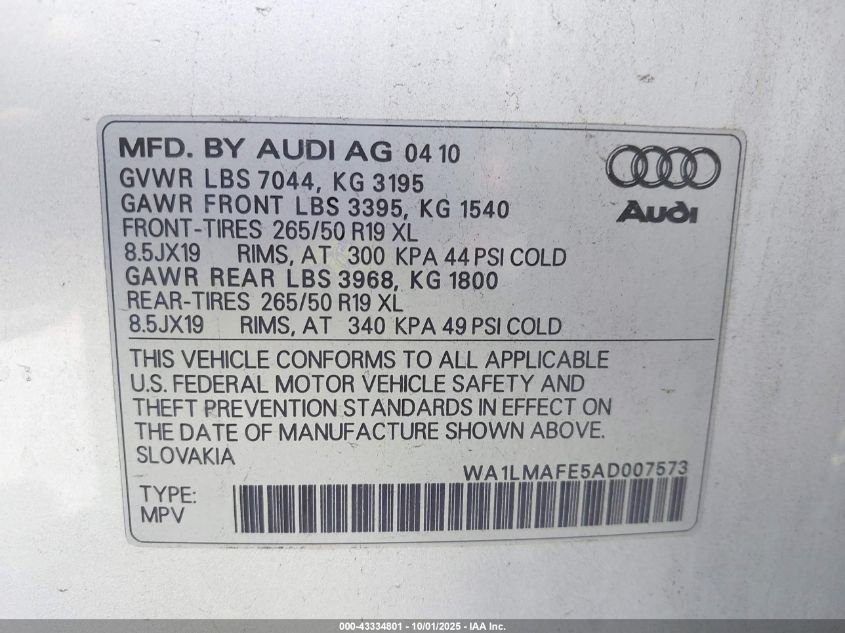 MFD. BY AUDI AG 04 10
GVWR LBS 7044, KG 3195
GAWR FRONT LBS 3395, KG 1540
FRONT-TIRES 265/50 R19 XL
8.5JX19 RIMS, AT 300 KPA 44 PSI COLD
GAWR REAR LBS 3968, KG 1800
REAR-TIRES 265/50 R19 XL
8.5JX19 RIMS, AT 340 KPA 49 PSI COLD
Audi
THIS VEHICLE CONFORMS TO ALL APPLICABLE
U.S. FEDERAL MOTOR VEHICLE SAFETY AND
THEFT PREVENTION STANDARDS IN EFFECT ON
THE DATE OF MANUFACTURE SHOWN ABOVE.
SLOVAKIA
WA1LMAFE5AD007573
TYPE:
MPV
000-43334801 - 10/01/2025 - IAA Inc.